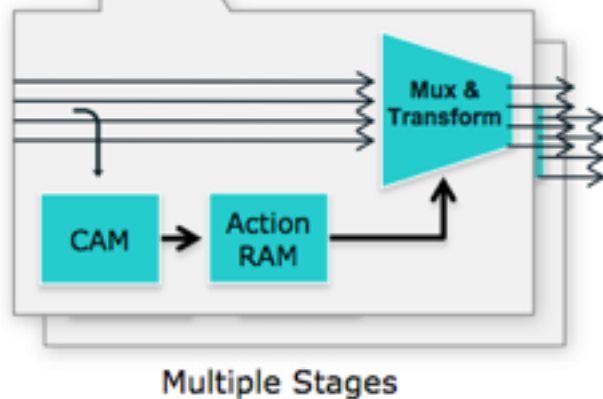 Mux &
Transform
CAM
Action
RAM
Multiple Stages